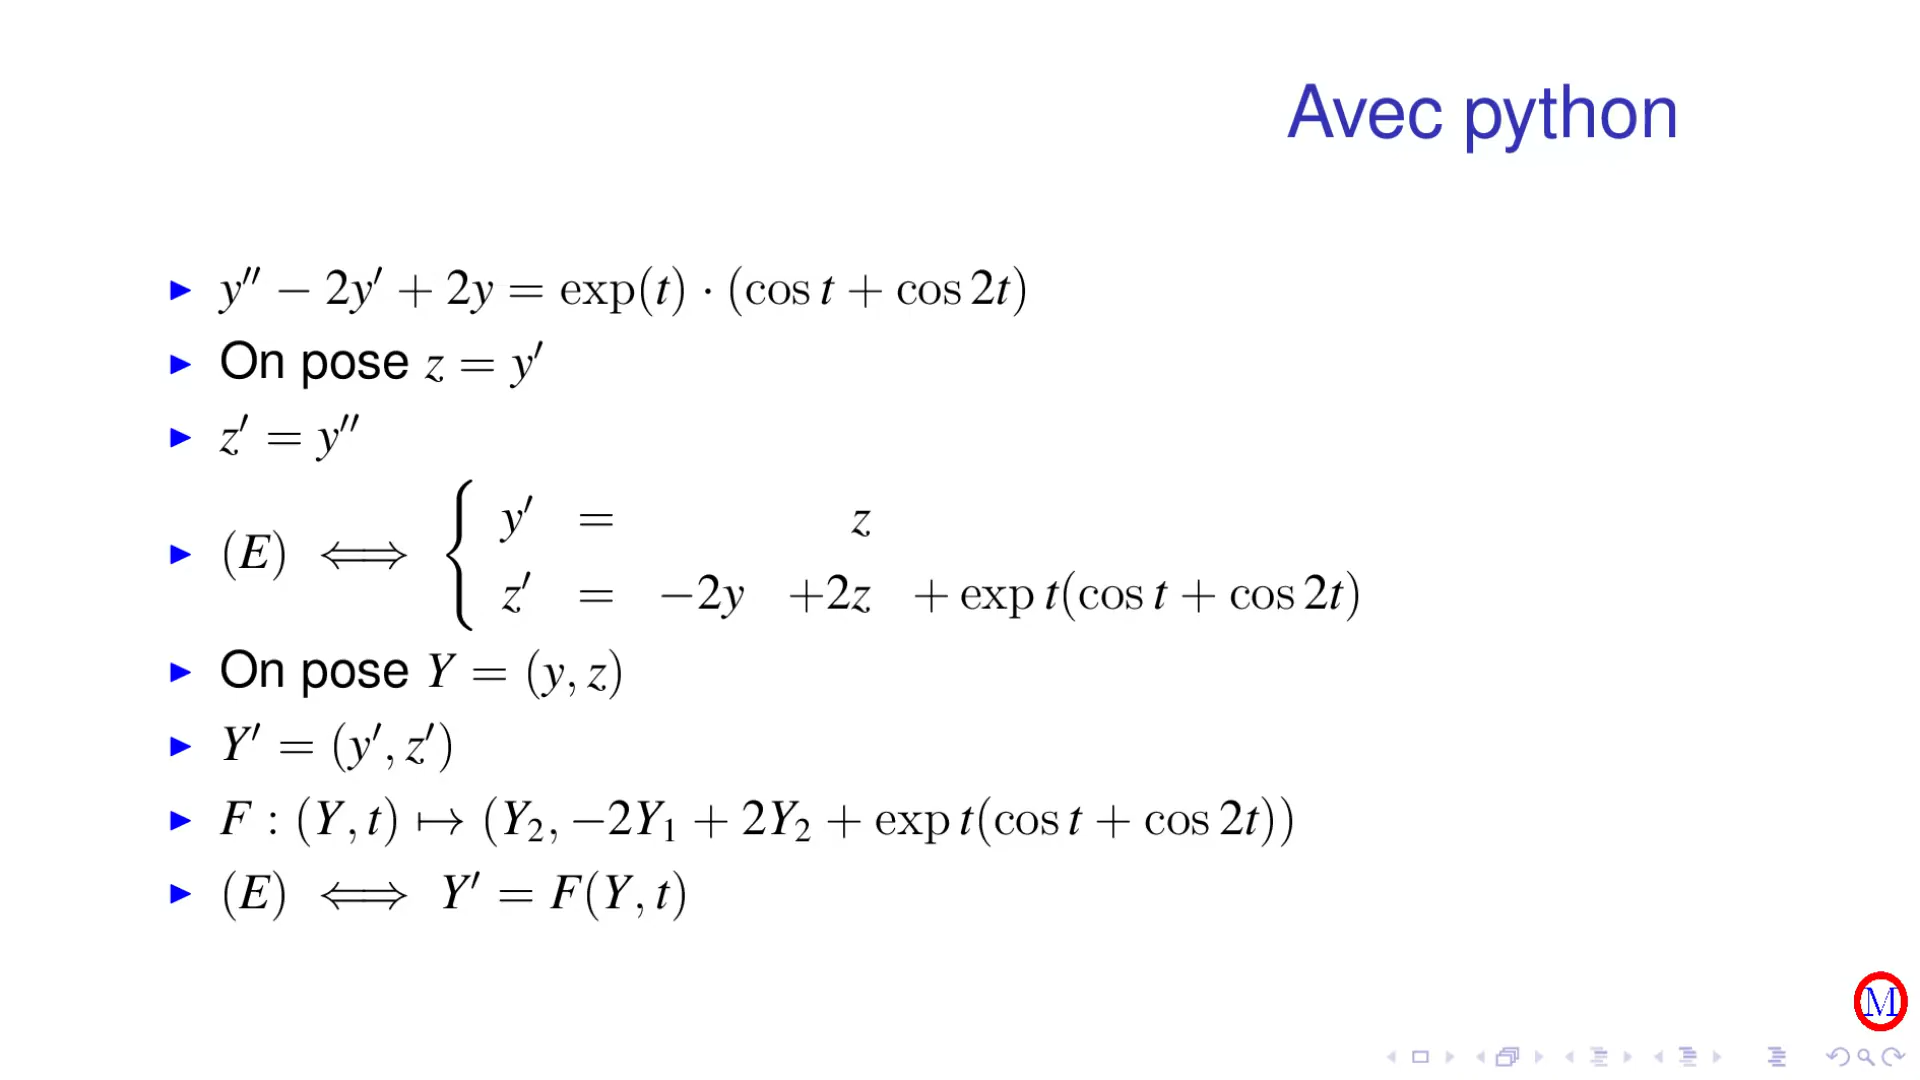 Avec python
y′′ − 2y′ + 2y = exp(t) · (cos t + cos 2t)
On pose z = y′
z′ = y′′
(E) ⟺ { y′ = z
z′ = −2y +2z + exp t(cos t + cos 2t)
On pose Y = (y, z)
Y′ = (y′, z′)
F : (Y, t) ↦ (Y₂, −2Y₁ + 2Y₂ + exp t(cos t + cos 2t))
(E) ⟺ Y′ = F(Y, t)
M